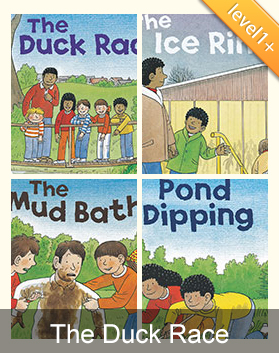 level1+
The
Duck Rac
The
Ice Rin
The
Mud Bath
Pond
Dipping
The Duck Race